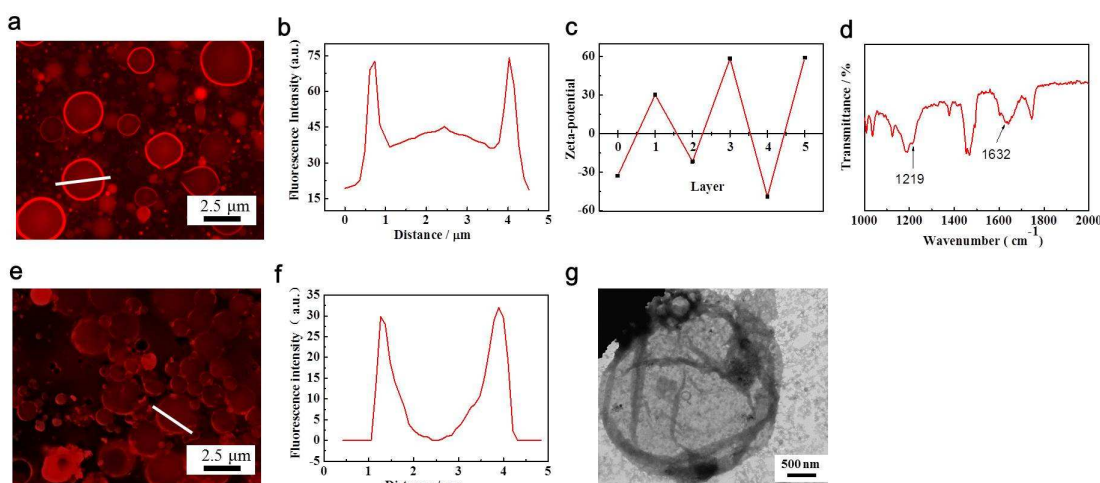 a
2.5 µm
b
Fluorescence Intensity (a.u.)
75
60
45
30
15
0 1 2 3 4 5
Distance / µm
c
Zeta-potential
60
30
0
-30
-60
0 1 2 3 4 5
Layer
d
Transmittance / %
1219
1632
1000 1200 1400 1600 1800 2000
Wavenumber ( cm-1)
e
2.5 µm
f
Fluorescence intensity ( a.u.)
35
30
25
20
15
10
5
0
-5
0 1 2 3 4 5
g
500 nm